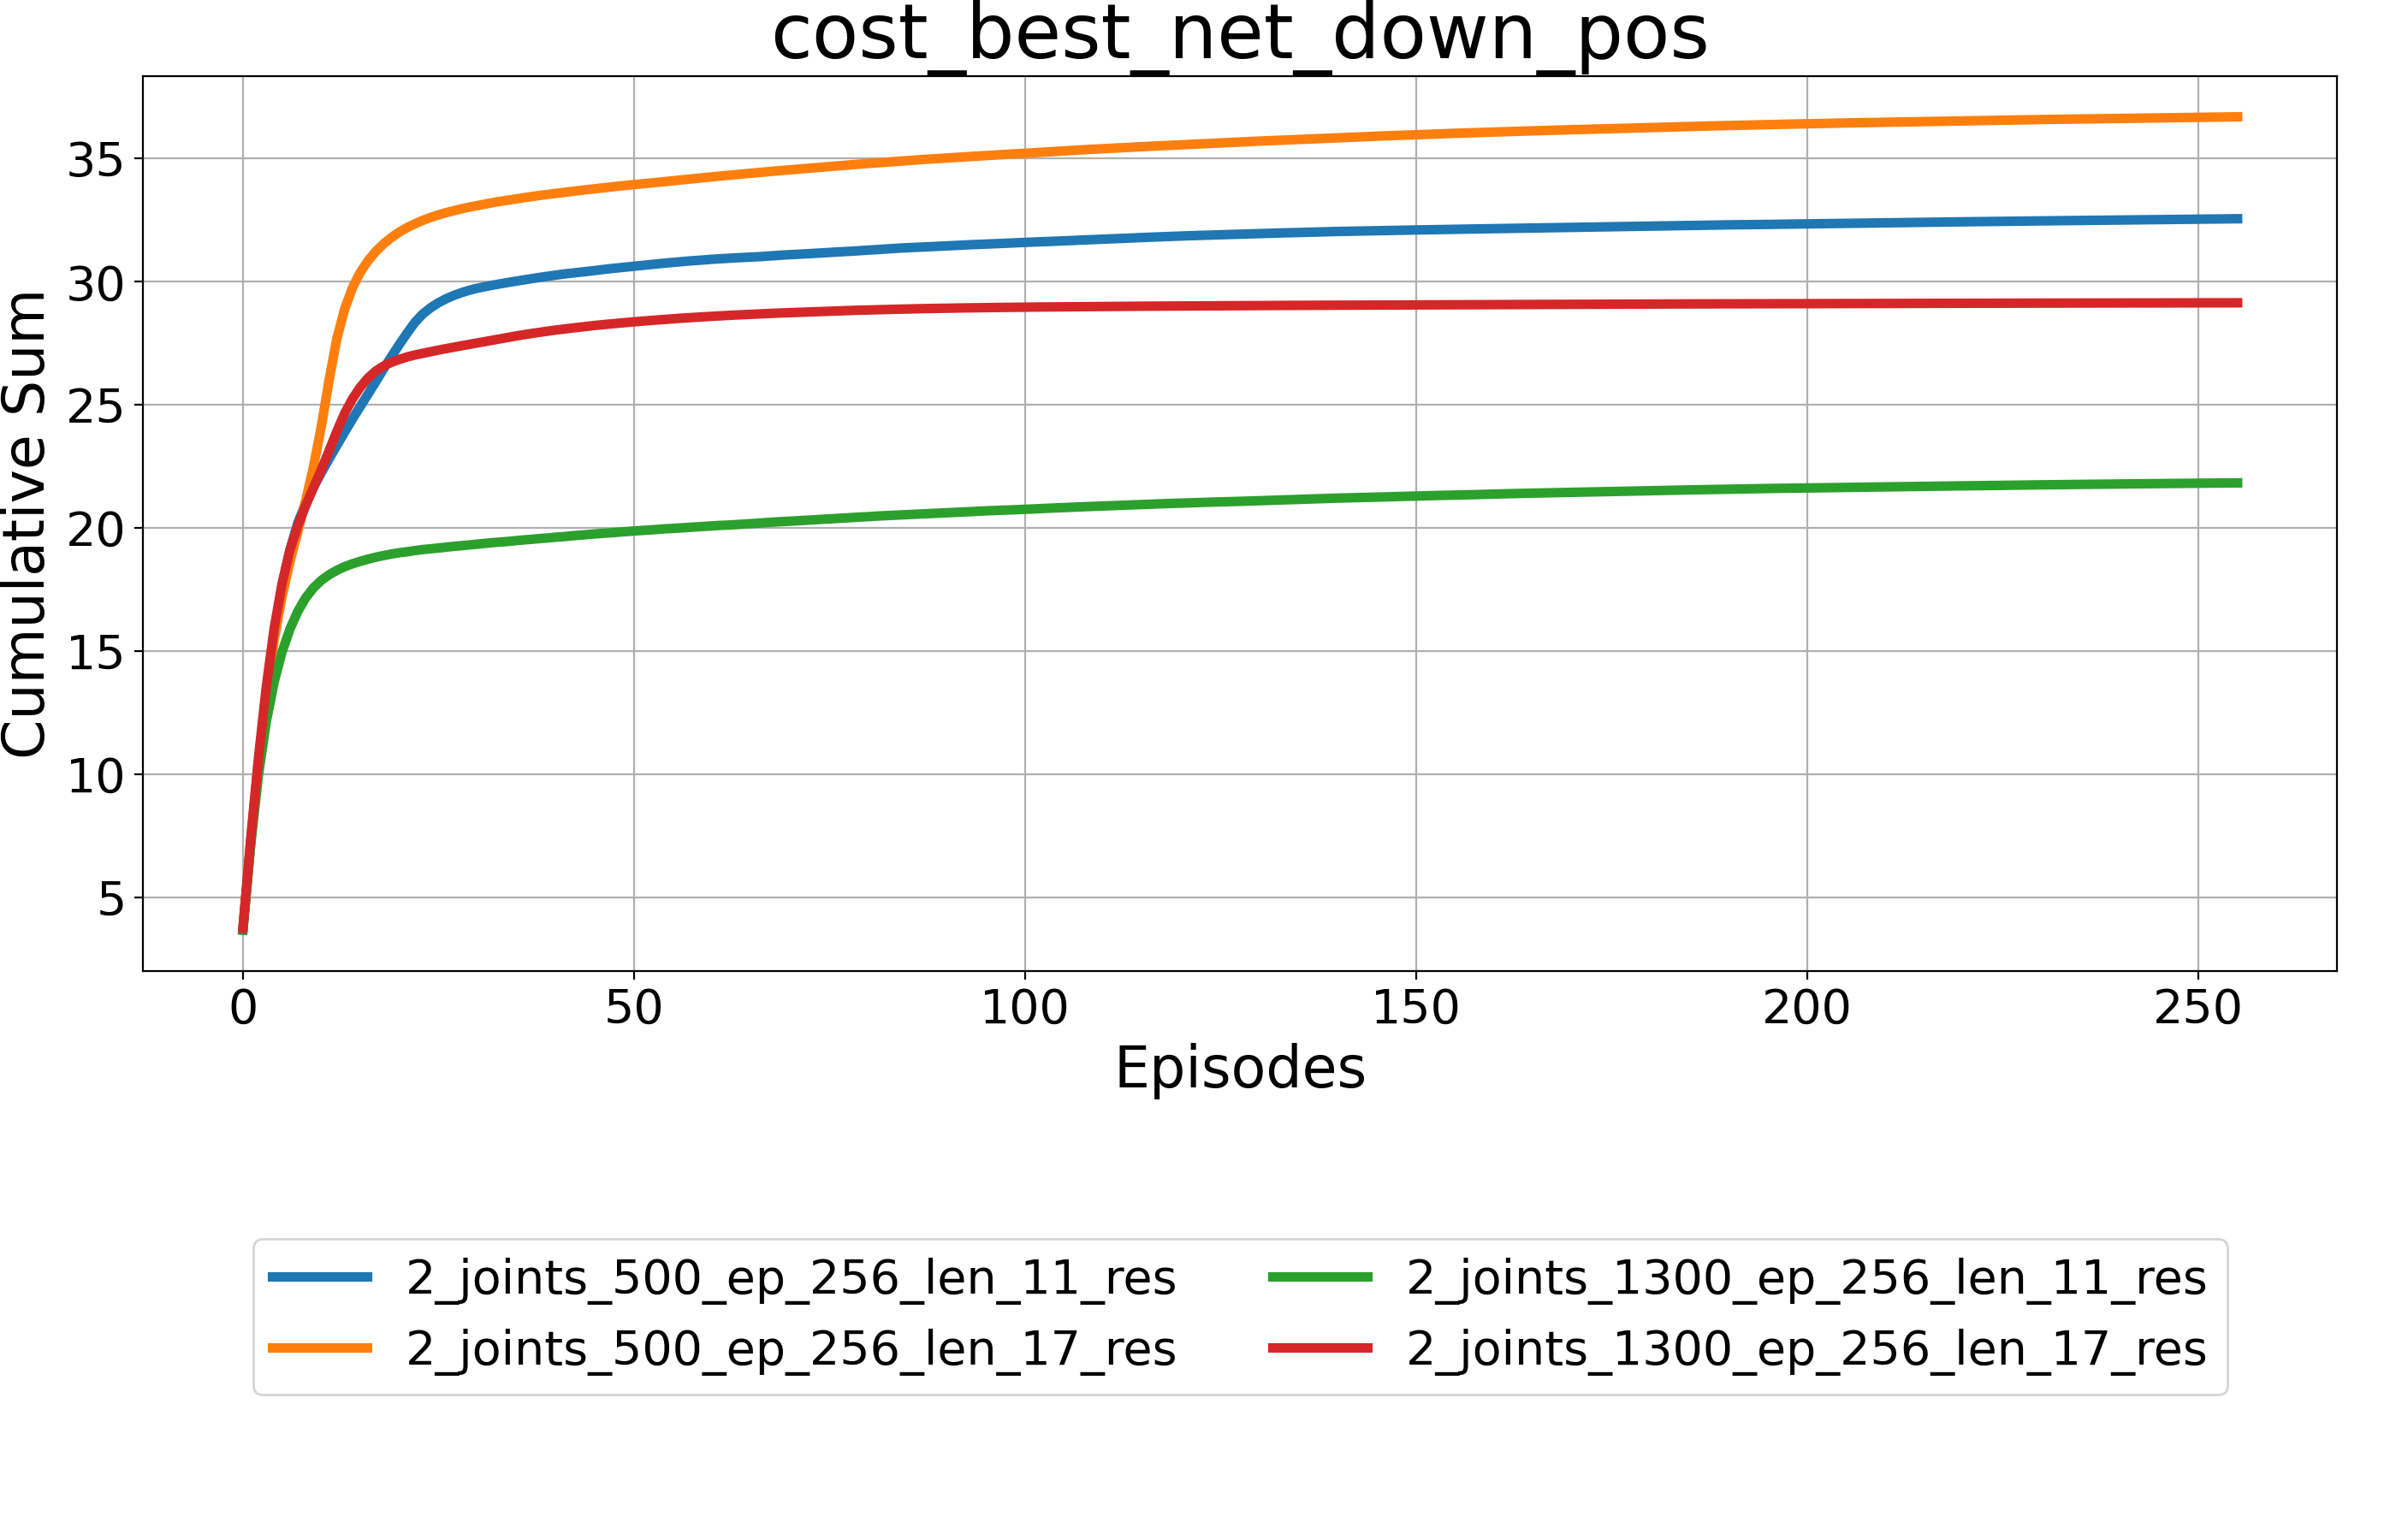 cost_best_net_down_pos
Cumulative Sum
35
30
25
20
15
10
5
0 50 100 150 200 250
Episodes
2_joints_500_ep_256_len_11_res
2_joints_500_ep_256_len_17_res
2_joints_1300_ep_256_len_11_res
2_joints_1300_ep_256_len_17_res